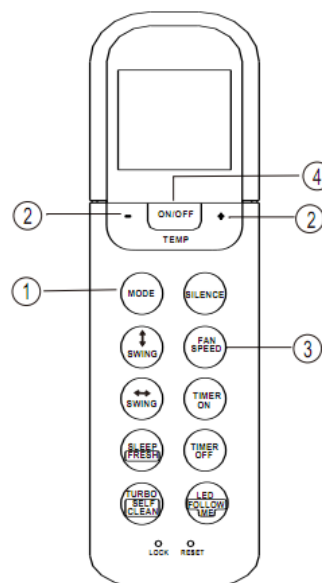 4
2
-
ON/OFF
+
2
TEMP
1
MODE
SILENCE
SWING
FAN
SPEED
3
SWING
TIMER
ON
SLEEP
FRESH
TIMER
OFF
TURBO
SELF
CLEAN
LED
FOLLOW
ME
LOCK
RESET